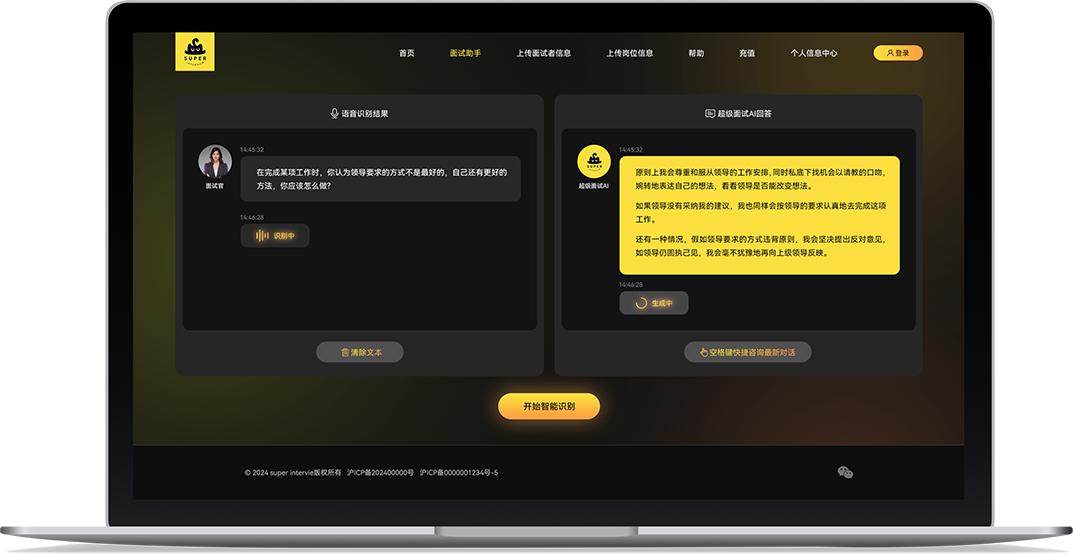 SUPER
INTERVIEW
首页
面试助手
上传面试者信息
上传岗位信息
帮助
充值
个人信息中心
登录
语音识别结果
14:45:32
面试官
在完成某项工作时，你认为领导要求的方式不是最好的，自己还有更好的
方法，你应该怎么做？
14:46:28
识别中
清除文本
超级面试AI回答
14:45:32
SUPER
超级面试AI
原则上我会尊重和服从领导的工作安排，同时私底下找机会以请教的口吻，
婉转地表达自己的想法，看看领导是否能改变想法。
如果领导没有采纳我的建议，我也同样会按领导的要求认真地去完成这项
工作。
还有一种情况，假如领导要求的方式违背原则，我会坚决提出反对意见，
如领导仍固执己见，我会毫不犹豫地再向上级领导反映。
14:46:28
生成中
空格键快捷咨询最新对话
开始智能识别
© 2024 super intervie版权所有 沪ICP备202400000号 沪ICP备0000001234号-5